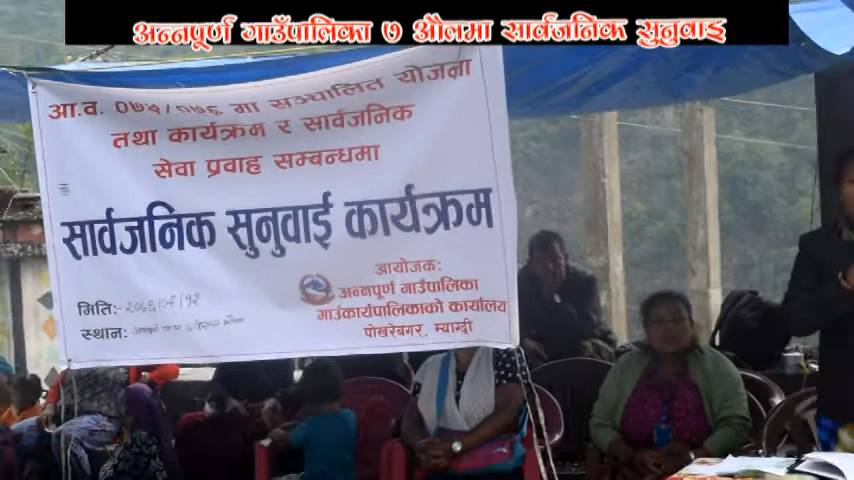 अन्नपूर्ण गाउँपालिका ७ औलमा सार्वजनिक सुनुवाइ
आ.व. ०७५/०७६ मा सञ्चालित योजना
तथा कार्यक्रम र सार्वजनिक
सेवा प्रवाह सम्बन्धमा
सार्वजनिक सुनुवाई कार्यक्रम
आयोजक:
अन्नपूर्ण गाउँपालिका
गाउँकार्यपालिकाको कार्यालय
पोखरेबगर, म्याग्दी
मिति:-
स्थान:-